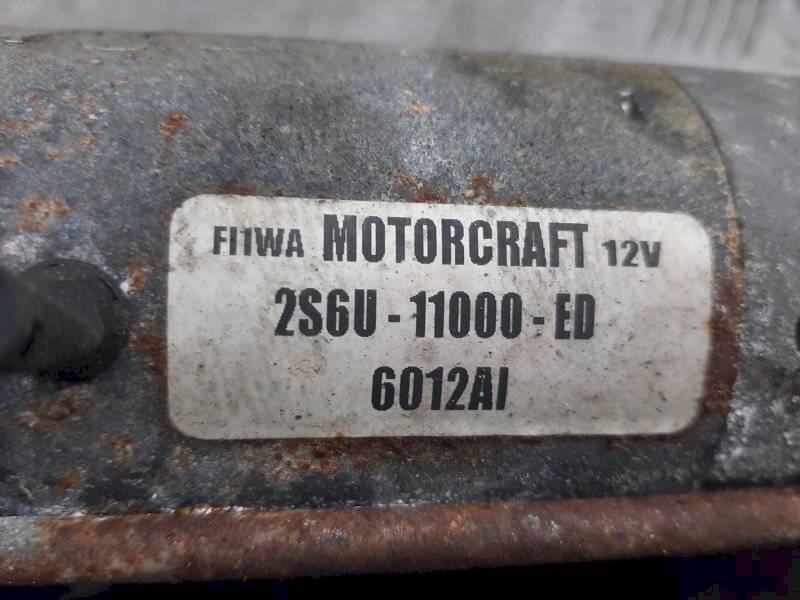 FI1WA MOTORCRAFT 12V
2S6U - 11000 - ED
6012AI